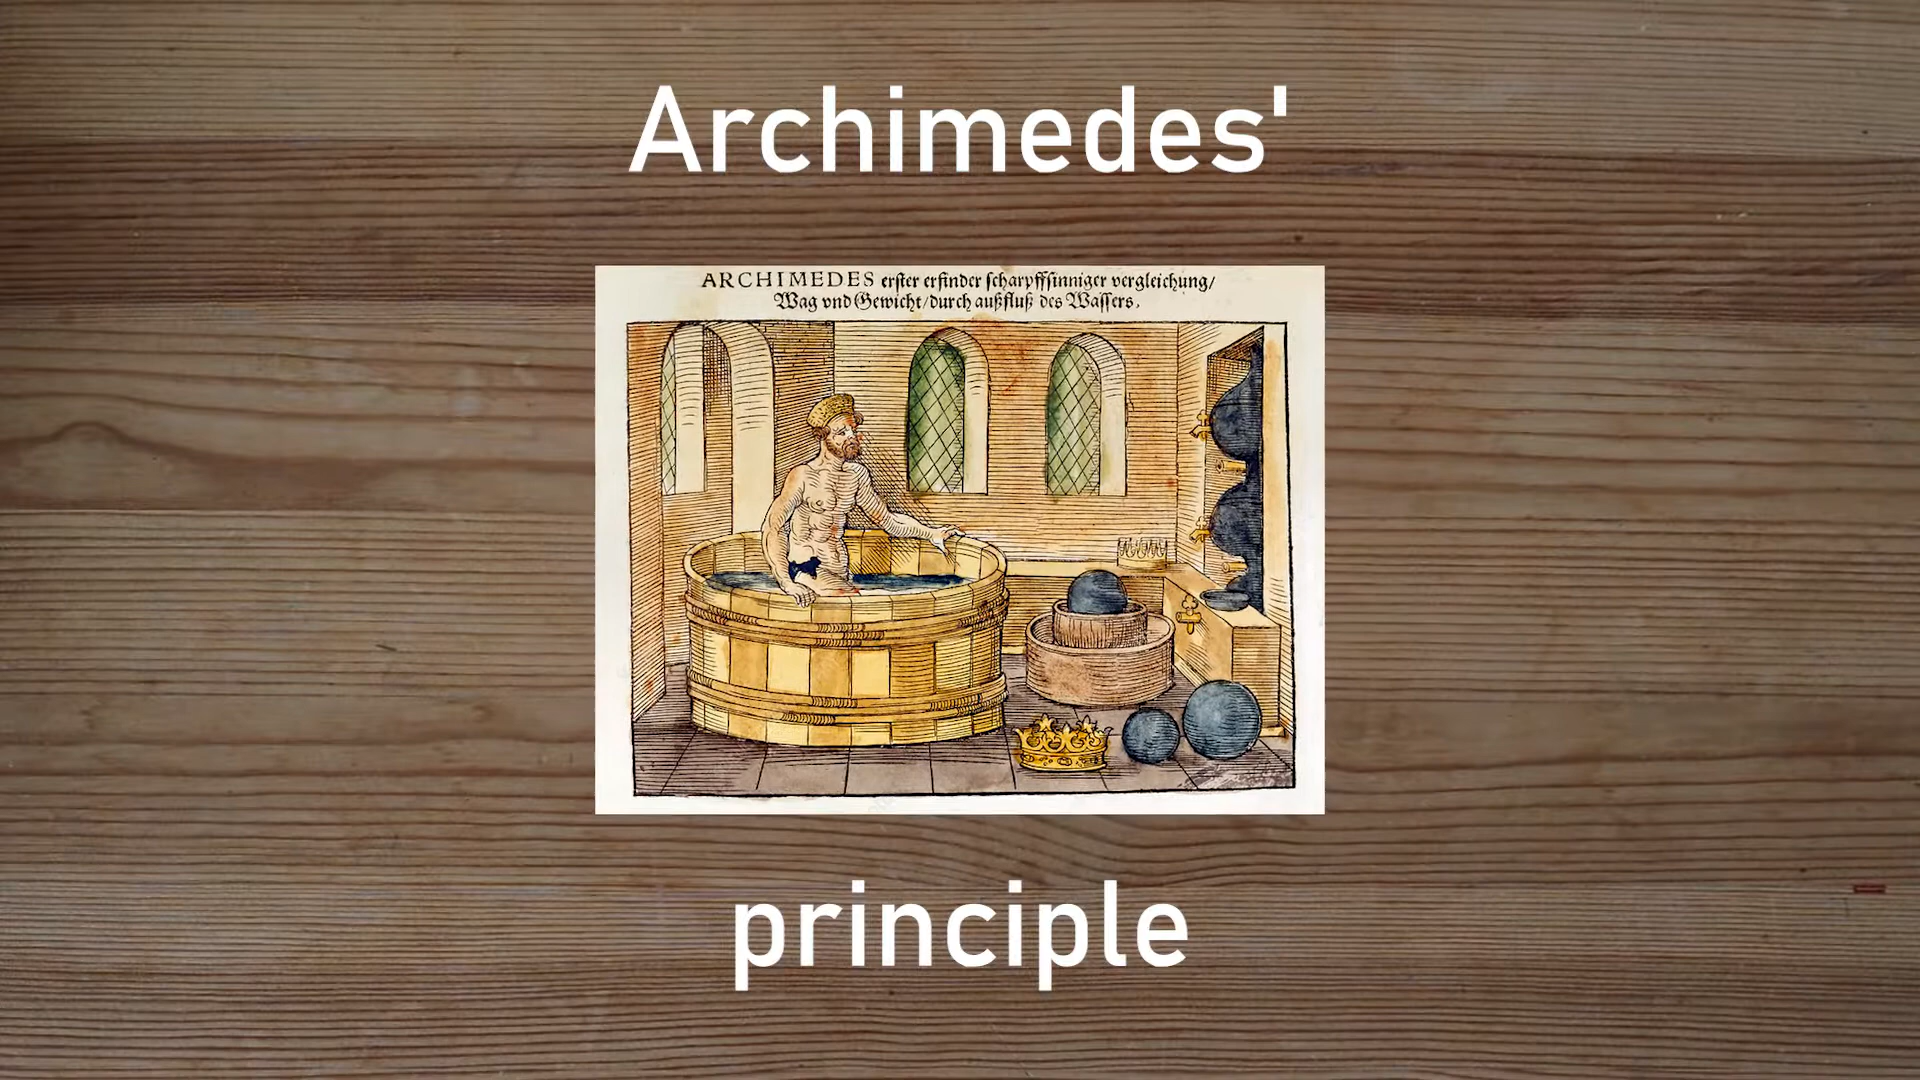 Archimedes'
ARCHIMEDES erster erfinder scharpffsinniger vergleichung/
Wag vnd Gewicht/durch außfluß des Wassers.
principle